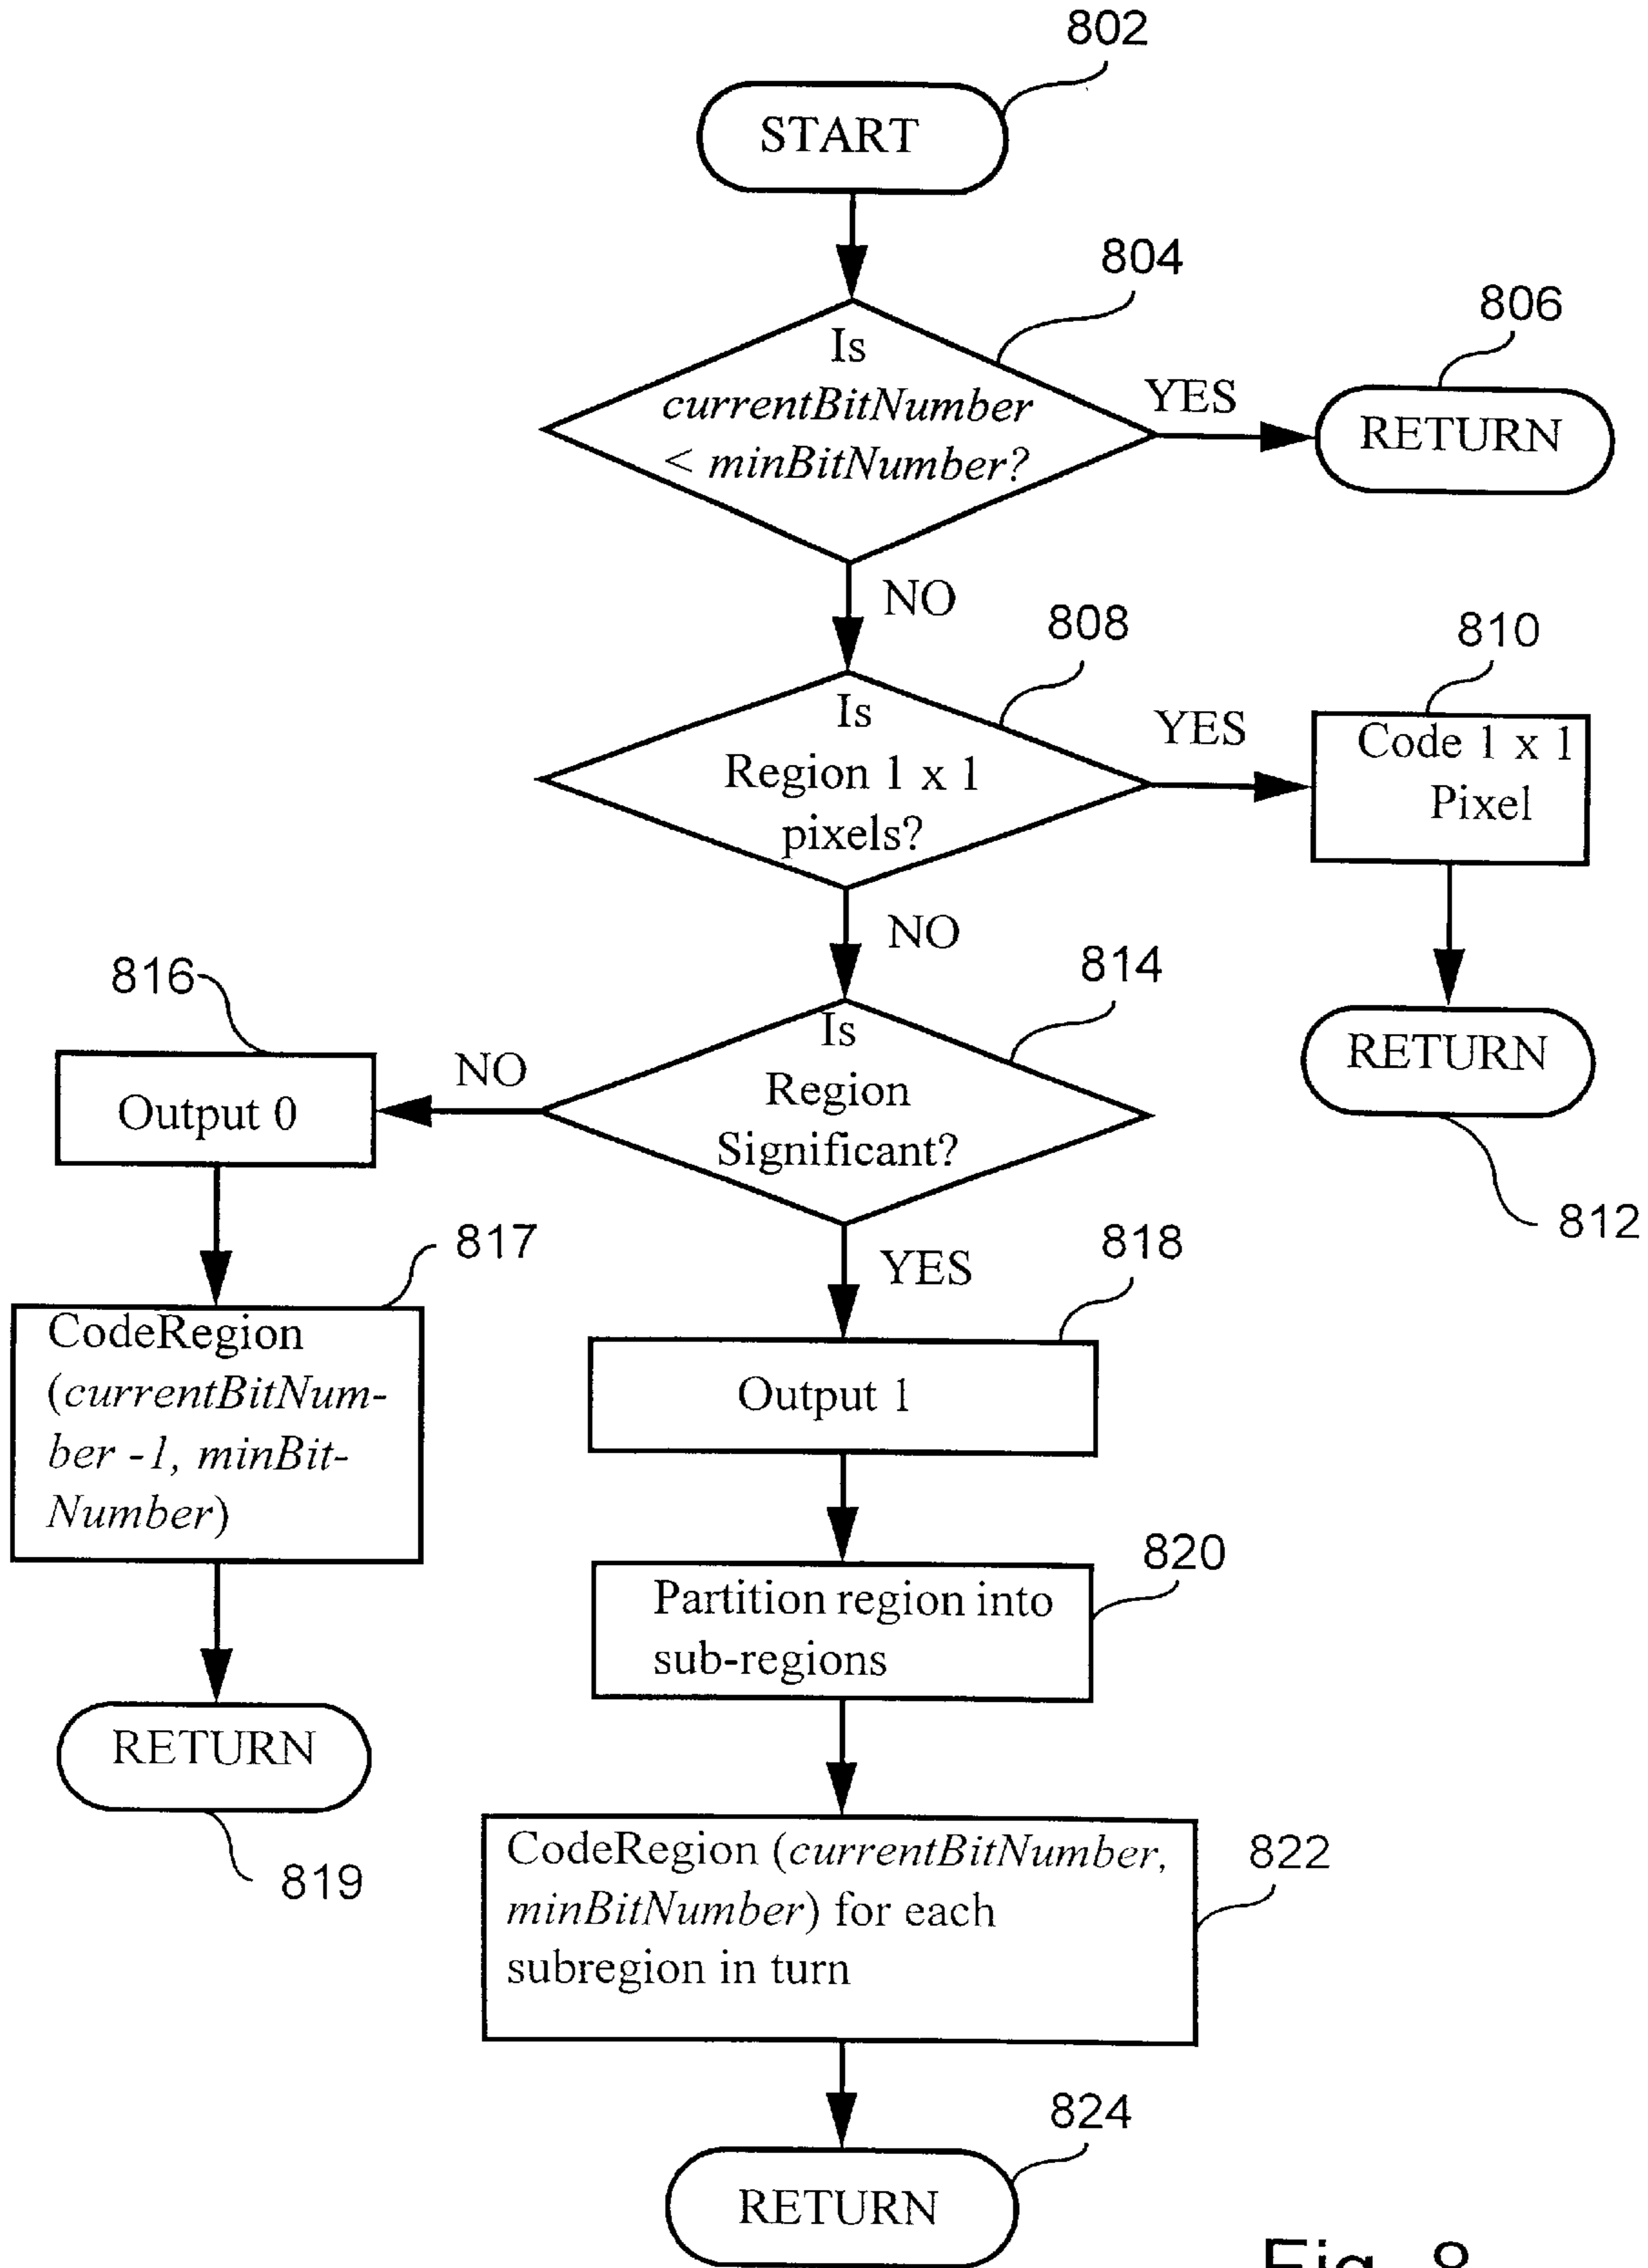 802
START
804
Is
currentBitNumber
< minBitNumber?
YES
806
RETURN
NO
808
Is
Region 1 x 1
pixels?
YES
810
Code 1 x 1
Pixel
NO
812
RETURN
814
Is
Region
Significant?
NO
816
Output 0
817
CodeRegion
(currentBitNum-
ber -1, minBit-
Number)
RETURN
819
YES
818
Output 1
820
Partition region into
sub-regions
822
CodeRegion (currentBitNumber,
minBitNumber) for each
subregion in turn
824
RETURN
Fig. 8